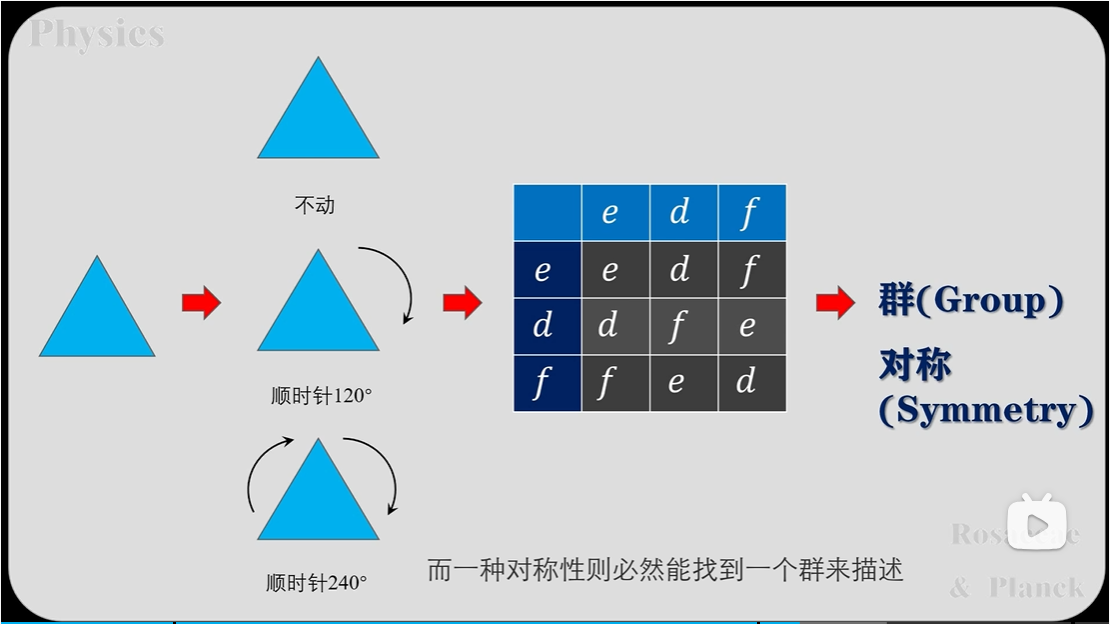 Physics
不动
顺时针120°
顺时针240°
e d f
e e d f
d d f e
f f e d
群(Group)
对称
(Symmetry)
而一种对称性则必然能找到一个群来描述
& Planck